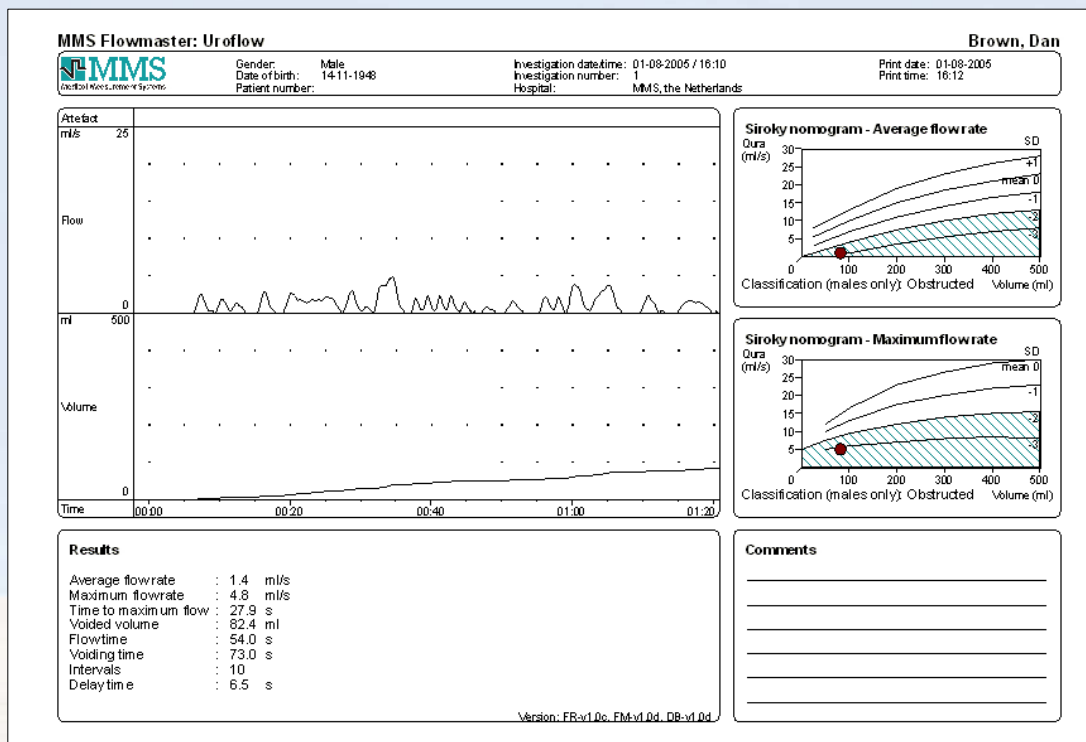 MMS Flowmaster: Uroflow Brown, Dan
MMS
Medical Measurement Systems
Gender: Male
Date of birth: 14-11-1948
Patient number:
Investigation date/time: 01-08-2005 / 16:10
Investigation number: 1
Hospital: MMS, the Netherlands
Print date: 01-08-2005
Print time: 16:12
Artefact
ml/s 25
Flow
0
ml 500
Volume
0
Time 00:00 00:20 00:40 01:00 01:20
Siroky nomogram - Average flow rate
Qura SD
(ml/s) 30
25
20
15
10
5
+1
mean 0
-1
-2
-3
0 100 200 300 400 500
Classification (males only): Obstructed Volume (ml)
Siroky nomogram - Maximum flow rate
Qura SD
(ml/s) 30
25
20
15
10
5
mean 0
-1
-2
-3
0 100 200 300 400 500
Classification (males only): Obstructed Volume (ml)
Results
Average flowrate : 1.4 ml/s
Maximum flowrate : 4.8 ml/s
Time to maximum flow : 27.9 s
Voided volume : 82.4 ml
Flowtime : 54.0 s
Voiding time : 73.0 s
Intervals : 10
Delay time : 6.5 s
Version: FR-v1.0c, FM-v1.0d, DB-v1.0d
Comments